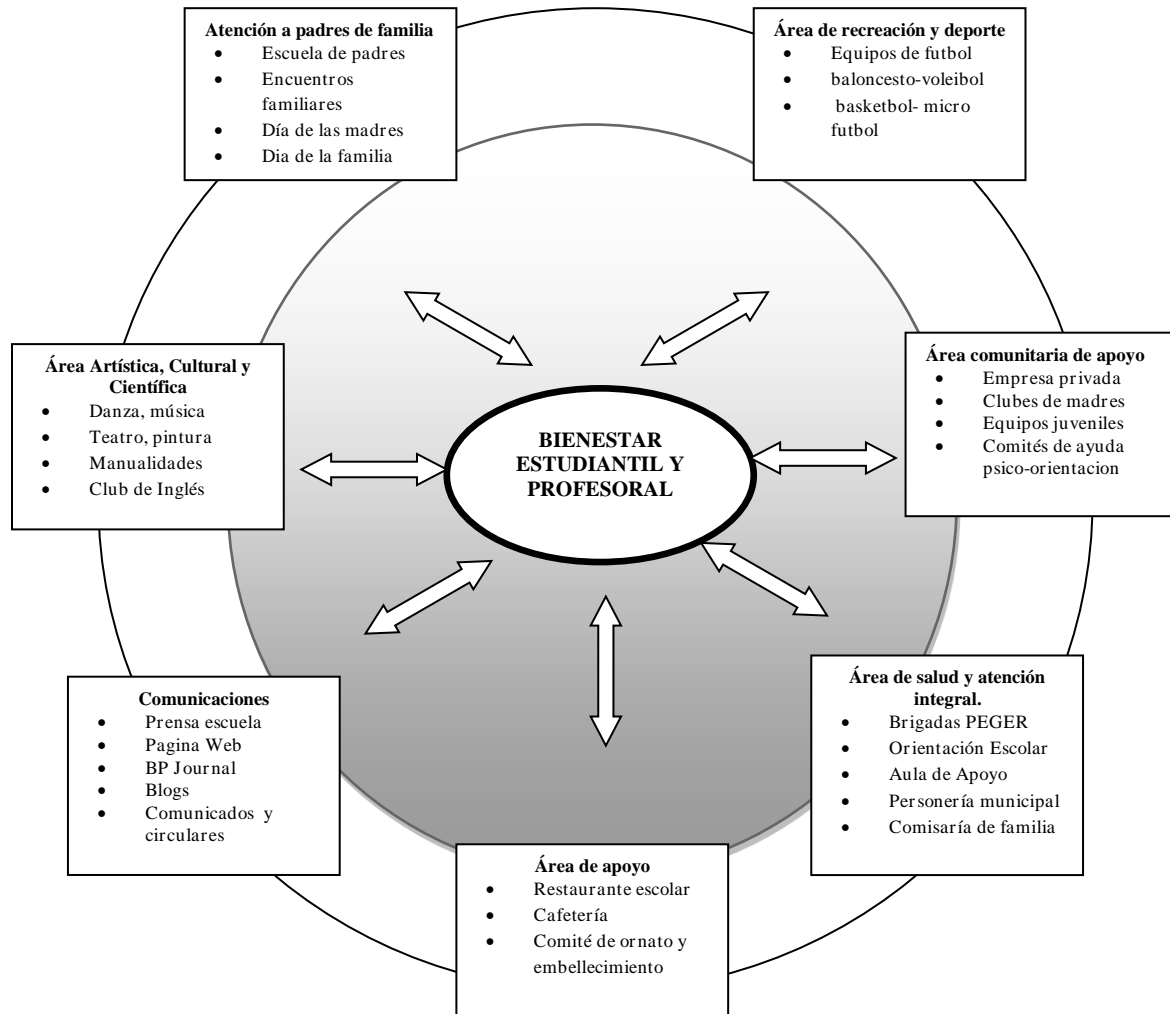 Atención a padres de familia
• Escuela de padres
• Encuentros
familiares
• Día de las madres
• Dia de la familia
Área de recreación y deporte
• Equipos de futbol
• baloncesto-voleibol
• basketbol- micro
futbol
Área Artística, Cultural y
Científica
• Danza, música
• Teatro, pintura
• Manualidades
• Club de Inglés
BIENESTAR
ESTUDIANTIL Y
PROFESORAL
Área comunitaria de apoyo
• Empresa privada
• Clubes de madres
• Equipos juveniles
• Comités de ayuda
psico-orientacion
Comunicaciones
• Prensa escuela
• Pagina Web
• BP Journal
• Blogs
• Comunicados y
circulares
Área de apoyo
• Restaurante escolar
• Cafetería
• Comité de ornato y
embellecimiento
Área de salud y atención
integral.
• Brigadas PEGER
• Orientación Escolar
• Aula de Apoyo
• Personería municipal
• Comisaría de familia